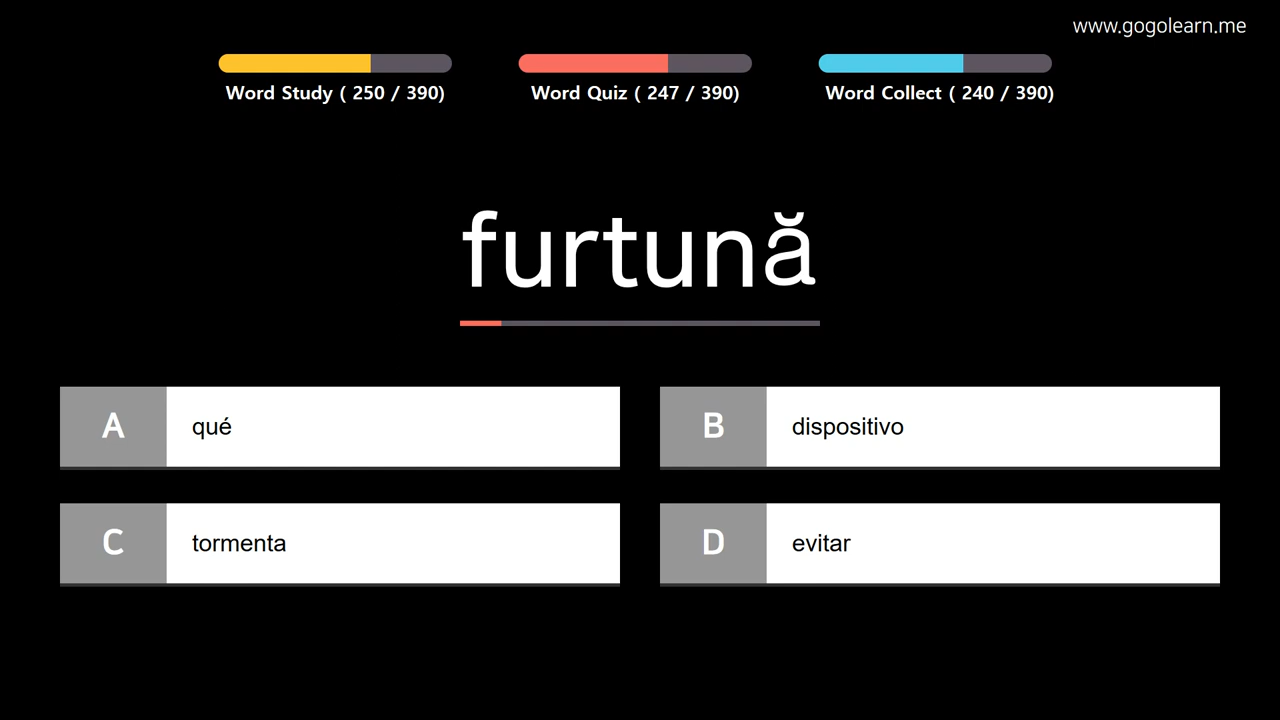 www.gogolearn.me
Word Study ( 250 / 390)
Word Quiz ( 247 / 390)
Word Collect ( 240 / 390)
furtună
A qué
B dispositivo
C tormenta
D evitar